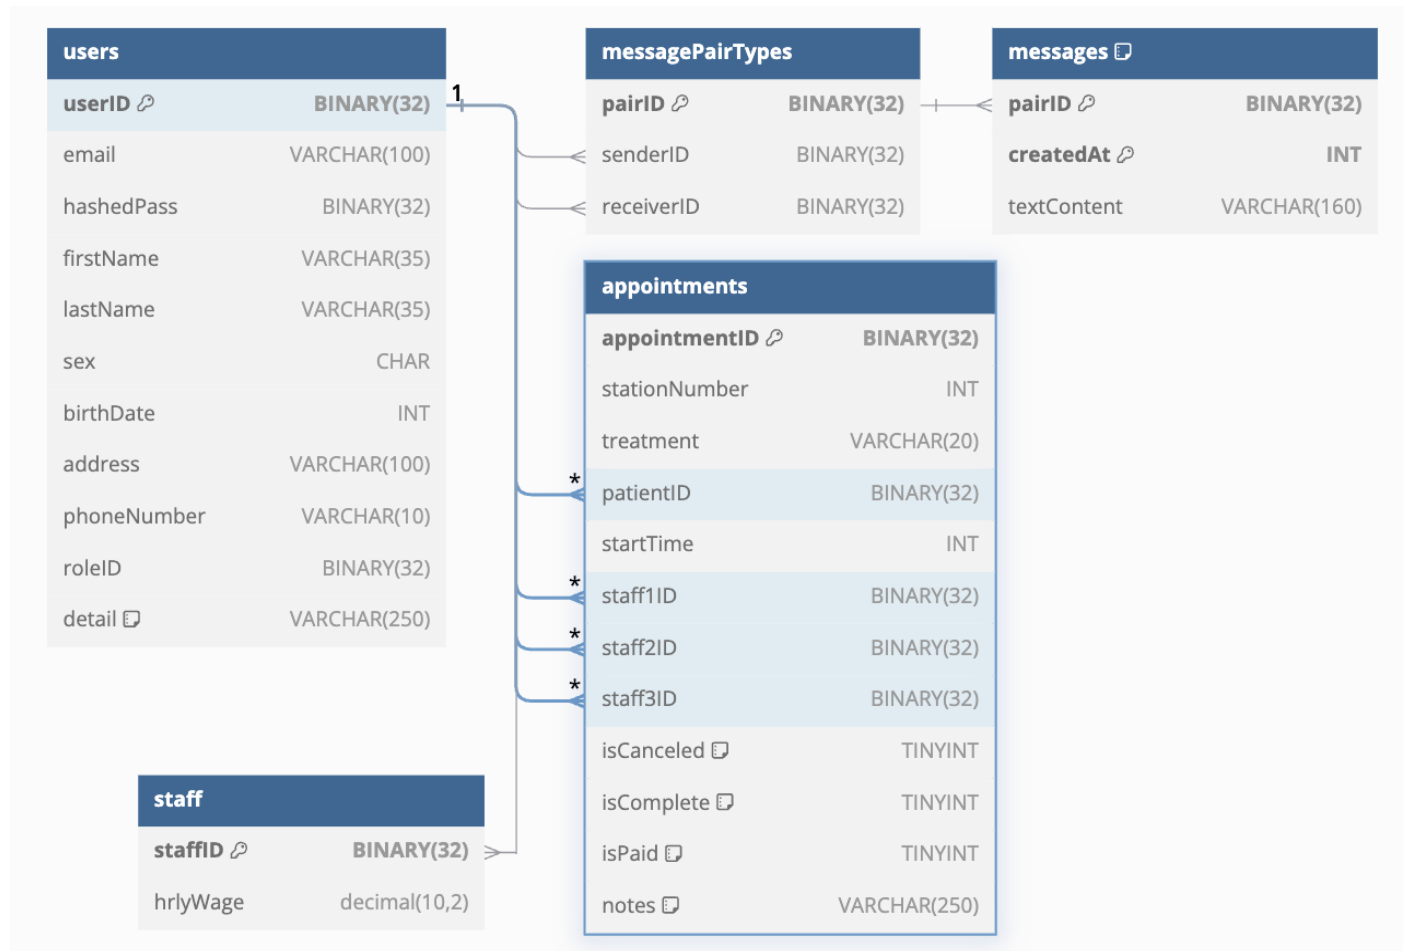 users
userID BINARY(32)
email VARCHAR(100)
hashedPass BINARY(32)
firstName VARCHAR(35)
lastName VARCHAR(35)
sex CHAR
birthDate INT
address VARCHAR(100)
phoneNumber VARCHAR(10)
roleID BINARY(32)
detail VARCHAR(250)
1
messagePairTypes
pairID BINARY(32)
senderID BINARY(32)
receiverID BINARY(32)
messages
pairID BINARY(32)
createdAt INT
textContent VARCHAR(160)
appointments
appointmentID BINARY(32)
stationNumber INT
treatment VARCHAR(20)
* patientID BINARY(32)
startTime INT
* staff1ID BINARY(32)
* staff2ID BINARY(32)
* staff3ID BINARY(32)
isCanceled TINYINT
isComplete TINYINT
isPaid TINYINT
notes VARCHAR(250)
staff
staffID BINARY(32)
hrlyWage decimal(10,2)